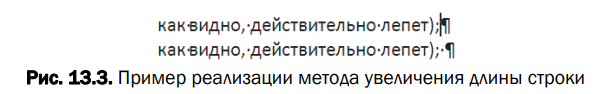 как·видно,·действительно·лепет);¶
как·видно,·действительно·лепет);·¶
Рис. 13.3. Пример реализации метода увеличения длины строки